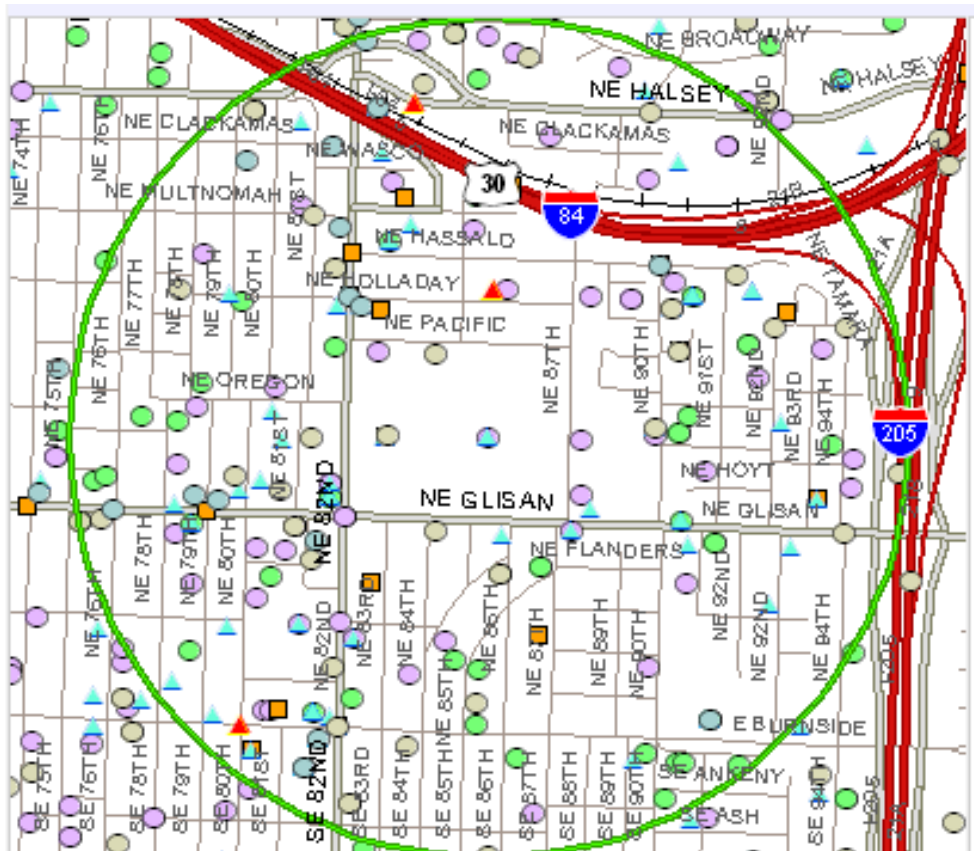 NE BROADWAY
NE HALSEY
NE HALSEY
NE CLACKAMAS
NE CLACKAMAS
NE 74TH
NE 76TH
NE WASCO
30
84
NE MULTNOMAH
NE HASSALO
NE HOLLADAY
NE PACIFIC
NE 77TH
NE 78TH
NE 79TH
NE 80TH
NE 76TH
NE 75TH
NE OREGON
NE 81ST
NE 87TH
NE 90TH
NE 91ST
NE 92ND
NE 93RD
NE 94TH
205
NE HOYT
NE 82ND
NE GLISAN
NE GLISAN
NE FLANDERS
NE 76TH
NE 78TH
NE 79TH
NE 80TH
NE 82ND
NE 83RD
NE 84TH
NE 85TH
NE 86TH
NE 89TH
NE 90TH
NE 92ND
NE 92ND
NE 94TH
I-205
E BURNSIDE
SE ANKENY
SE ASH
SE 75TH
SE 76TH
SE 78TH
SE 79TH
SE 80TH
SE 81ST
SE 82ND
SE 83RD
SE 84TH
SE 85TH
SE 86TH
SE 87TH
SE 88TH
SE 89TH
SE 90TH
SE 94TH
I-205